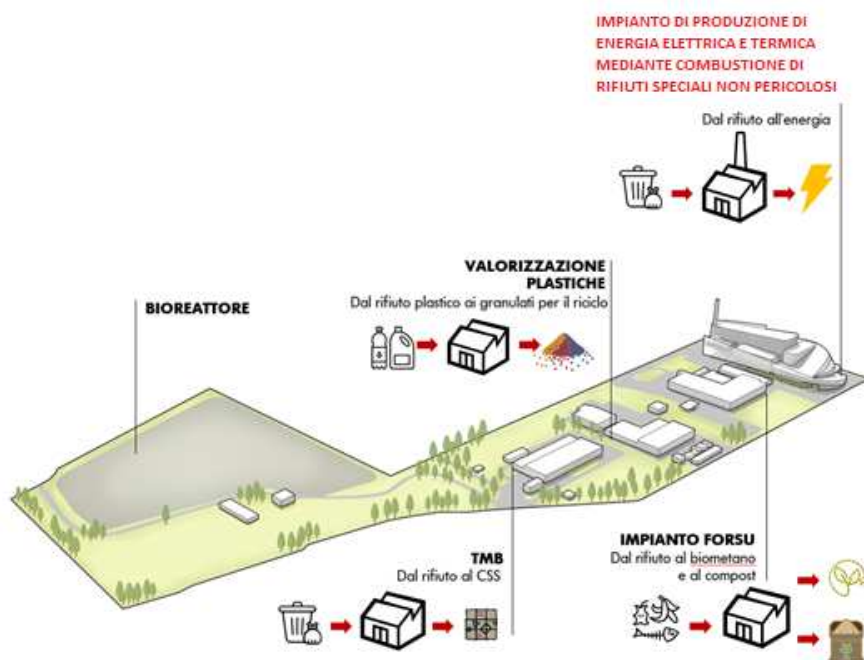 IMPIANTO DI PRODUZIONE DI
ENERGIA ELETTRICA E TERMICA
MEDIANTE COMBUSTIONE DI
RIFIUTI SPECIALI NON PERICOLOSI
Dal rifiuto all'energia
VALORIZZAZIONE
PLASTICHE
Dal rifiuto plastico ai granulati per il riciclo
BIOREATTORE
TMB
Dal rifiuto al CSS
IMPIANTO FORSU
Dal rifiuto al biometano
e al compost